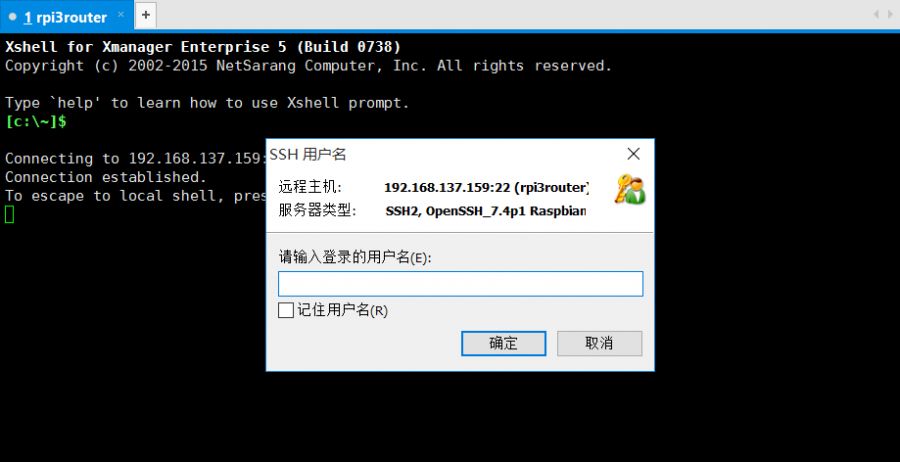 1 rpi3router
Xshell for Xmanager Enterprise 5 (Build 0738)
Copyright (c) 2002-2015 NetSarang Computer, Inc. All rights reserved.
Type `help' to learn how to use Xshell prompt.
[c:\~]$
Connecting to 192.168.137.159:
Connection established.
To escape to local shell, pres
SSH 用户名
远程主机: 192.168.137.159:22 (rpi3router)
服务器类型: SSH2, OpenSSH_7.4p1 Raspbian
请输入登录的用户名(E):
记住用户名(R)
确定 取消